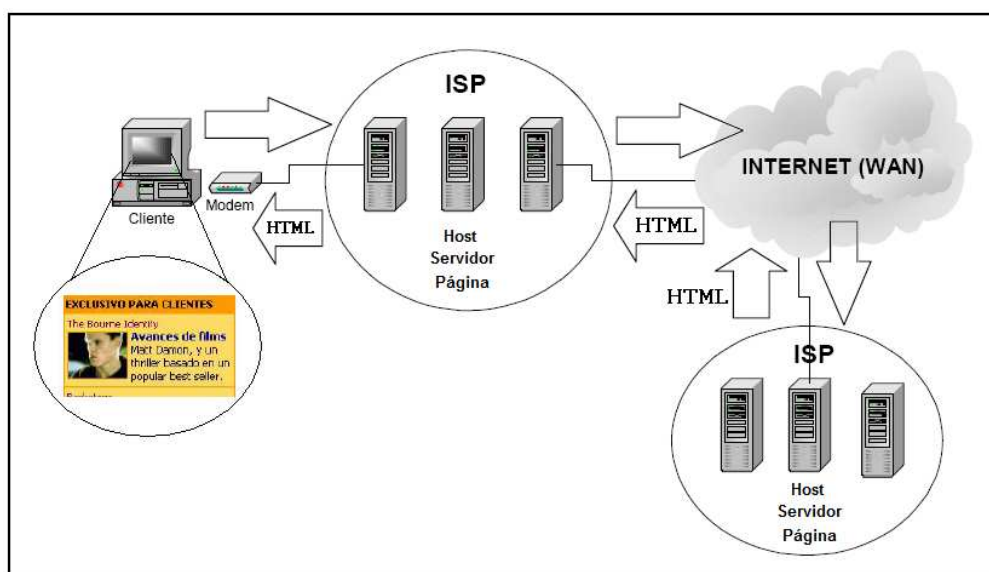 ISP
INTERNET (WAN)
Cliente
Modem
HTML
Host
Servidor
Página
HTML
HTML
EXCLUSIVO PARA CLIENTES
The Bourne Identity
Avances de films
Matt Damon, y un
thriller basado en un
popular best seller.
ISP
Host
Servidor
Página